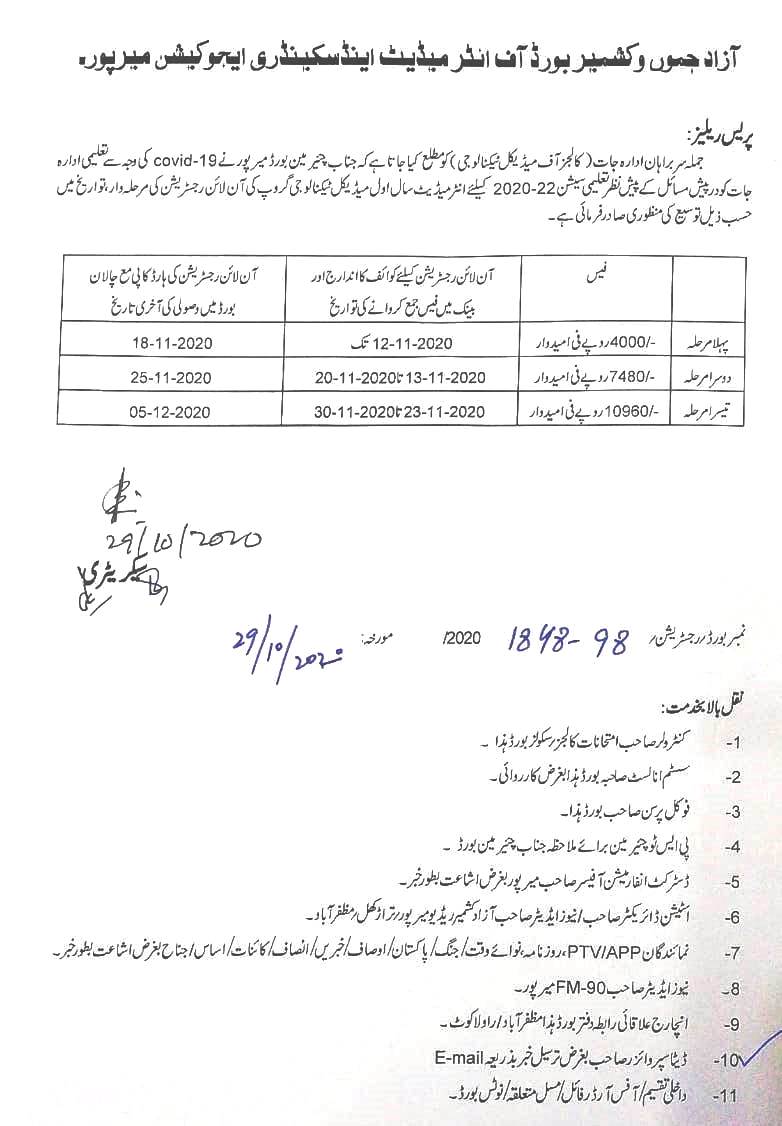 آزاد جموں وکشمیر بورڈ آف انٹر میڈیٹ اینڈ سکینڈری ایجوکیشن میرپور۔
پریس ریلیز:
جملہ سربراہان ادارہ جات (کالجز آف میڈیکل ٹیکنالوجی) کو مطلع کیا جاتا ہے کہ جناب چیئرمین بورڈ میرپور نے covid-19 کی وجہ سے تعلیمی ادارہ
جات کو درپیش مسائل کے پیش نظر تعلیمی سیشن 22-2020 کیلئے انٹرمیڈیٹ سال اول میڈیکل ٹیکنالوجی گروپ کی آن لائن رجسٹریشن کی مرحلہ وار، تواریخ میں
حسب ذیل توسیع کی منظوری صادر فرمائی ہے۔
فیس
آن لائن رجسٹریشن کیلئے کوائف کا اندارج اور
بینک میں فیس جمع کروانے کی تواریخ
آن لائن رجسٹریشن کی ہارڈ کاپی مع چالان
بورڈ میں وصولی کی آخری تاریخ
پہلا مرحلہ 4000/- روپے فی امیدوار 12-11-2020 تک 18-11-2020
دوسرا مرحلہ 7480/- روپے فی امیدوار 13-11-2020 تا 20-11-2020 25-11-2020
تیسرا مرحلہ 10960/- روپے فی امیدوار 23-11-2020 تا 30-11-2020 05-12-2020
29/10/2020
سیکریٹری
نمبر بورڈ/رجسٹریشن/ 1848-98 /2020 مورخہ: 29/10/2020
نقل بالا بخدمت:
1- کنٹرولر صاحب امتحانات کالجز/سکولز بورڈ ہذا ۔
2- سسٹم انالسٹ صاحبہ بورڈ ہذا بغرض کارروائی۔
3- فوکل پرسن صاحب بورڈ ہذا۔
4- پی ایس ٹو چیئرمین برائے ملاحظہ جناب چیئرمین بورڈ ۔
5- ڈسٹرکٹ انفارمیشن آفیسر صاحب میرپور بغرض اشاعت بطور خبر۔
6- اسٹیشن ڈائریکٹر صاحب/نیوز ایڈیٹر صاحب آزاد کشمیر ریڈیو میرپور/تراڑکھل/مظفر آباد۔
7- نمائندگان PTV/APP، روزنامہ، نوائے وقت/جنگ/پاکستان/اوصاف/خبریں/انصاف/کائنات/اساس/جناح بغرض اشاعت بطور خبر۔
8- نیوز ایڈیٹر صاحب FM-90 میرپور۔
9- انچارج علاقائی رابطہ دفتر بورڈ ہذا مظفر آباد/راولاکوٹ۔
10- ڈیٹا سپروائزر صاحب بغرض ترسیل خبر بذریعہ E-mail
11- داخلی تقسیم/آفس آرڈر فائل/مسل متعلقہ/نوٹس بورڈ۔